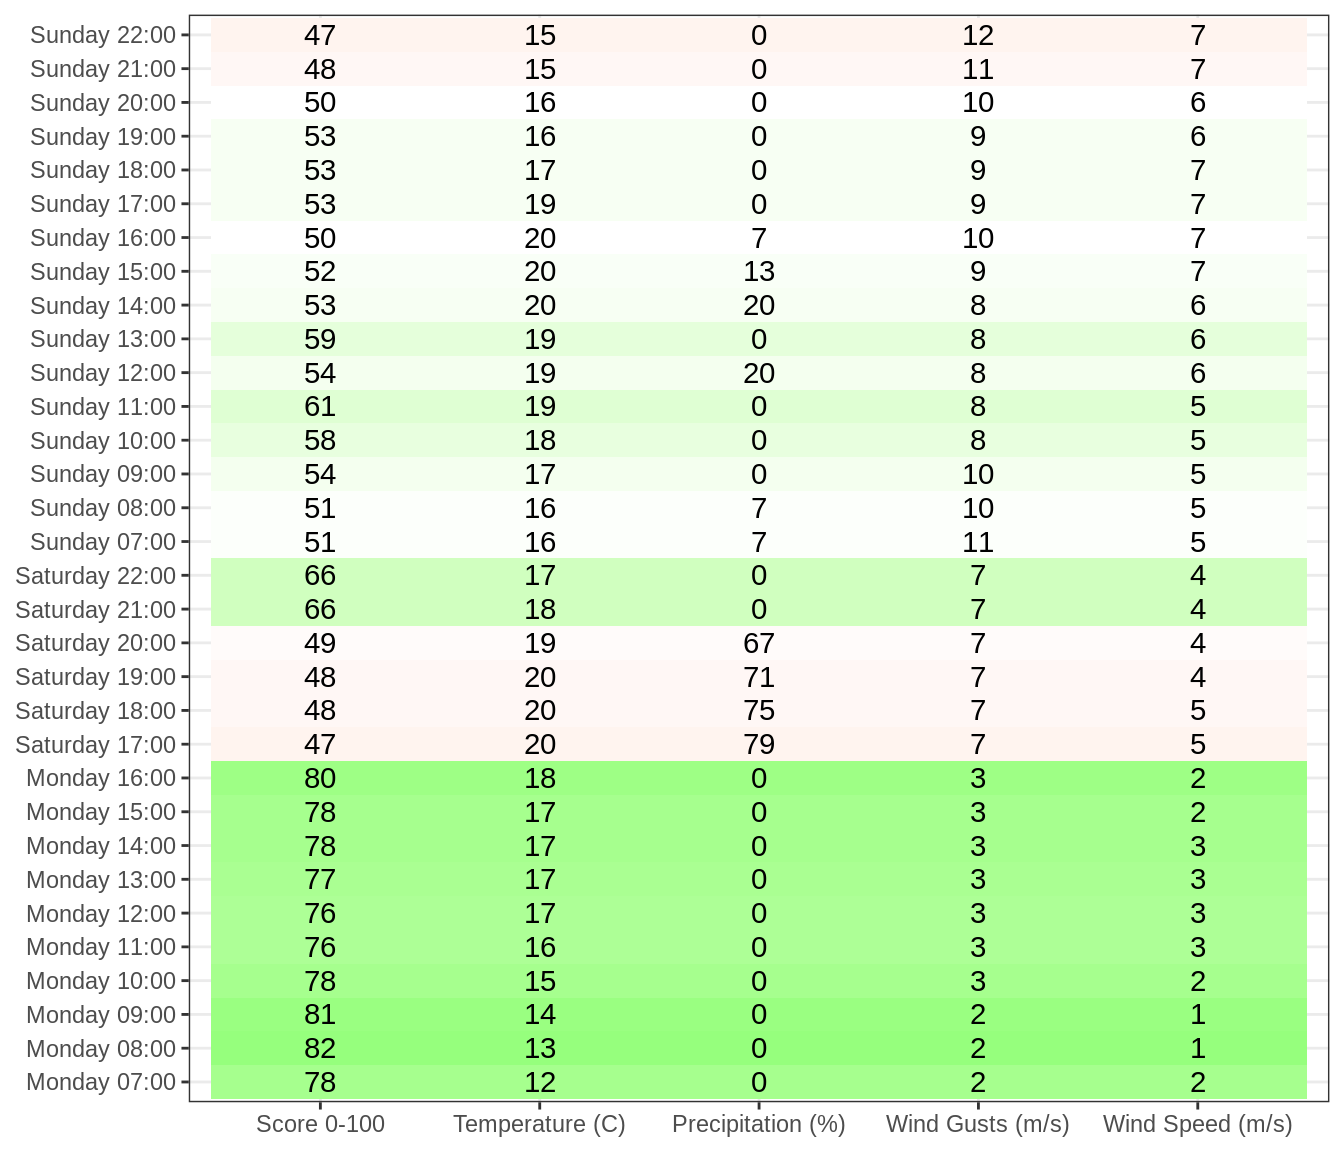 Sunday 22:00 47 15 0 12 7
Sunday 21:00 48 15 0 11 7
Sunday 20:00 50 16 0 10 6
Sunday 19:00 53 16 0 9 6
Sunday 18:00 53 17 0 9 7
Sunday 17:00 53 19 0 9 7
Sunday 16:00 50 20 7 10 7
Sunday 15:00 52 20 13 9 7
Sunday 14:00 53 20 20 8 6
Sunday 13:00 59 19 0 8 6
Sunday 12:00 54 19 20 8 6
Sunday 11:00 61 19 0 8 5
Sunday 10:00 58 18 0 8 5
Sunday 09:00 54 17 0 10 5
Sunday 08:00 51 16 7 10 5
Sunday 07:00 51 16 7 11 5
Saturday 22:00 66 17 0 7 4
Saturday 21:00 66 18 0 7 4
Saturday 20:00 49 19 67 7 4
Saturday 19:00 48 20 71 7 4
Saturday 18:00 48 20 75 7 5
Saturday 17:00 47 20 79 7 5
Monday 16:00 80 18 0 3 2
Monday 15:00 78 17 0 3 2
Monday 14:00 78 17 0 3 3
Monday 13:00 77 17 0 3 3
Monday 12:00 76 17 0 3 3
Monday 11:00 76 16 0 3 3
Monday 10:00 78 15 0 3 2
Monday 09:00 81 14 0 2 1
Monday 08:00 82 13 0 2 1
Monday 07:00 78 12 0 2 2
Score 0-100 Temperature (C) Precipitation (%) Wind Gusts (m/s) Wind Speed (m/s)